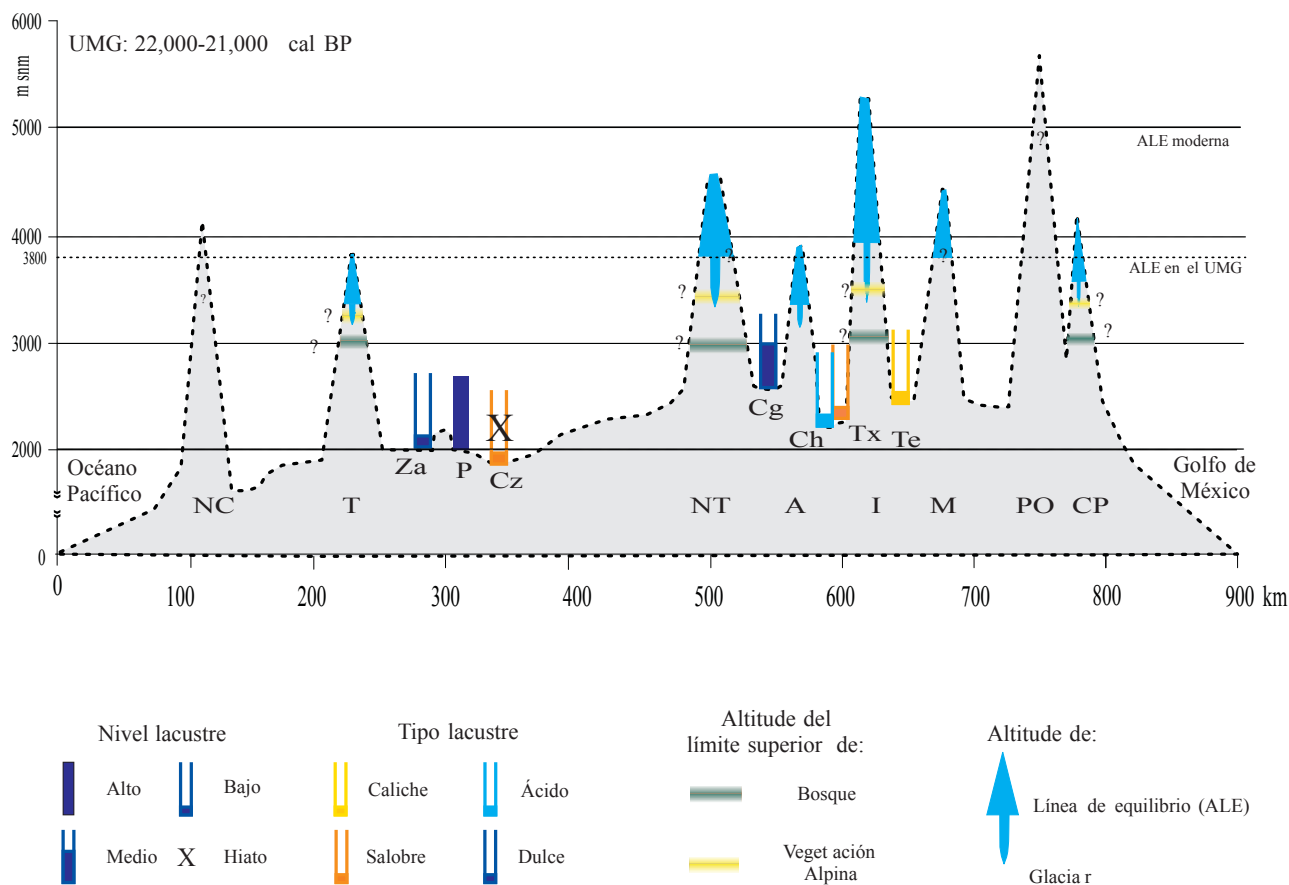 6000
UMG: 22,000-21,000 cal BP
m snm
5000
ALE moderna
?
4000
3800
ALE en el UMG
?
?
?
?
?
?
?
?
?
?
?
?
3000
X
2000
Za
P
Cz
Cg
Ch
Tx
Te
Océano
Pacífico
Golfo de
México
NC
T
NT
A
I
M
PO
CP
0
0
100
200
300
400
500
600
700
800
900 km
Nivel lacustre
Alto
Bajo
Medio
X
Hiato
Tipo lacustre
Caliche
Ácido
Salobre
Dulce
Altitude del
límite superior de:
Bosque
Veget ación
Alpina
Altitude de:
Línea de equilibrio (ALE)
Glacia r